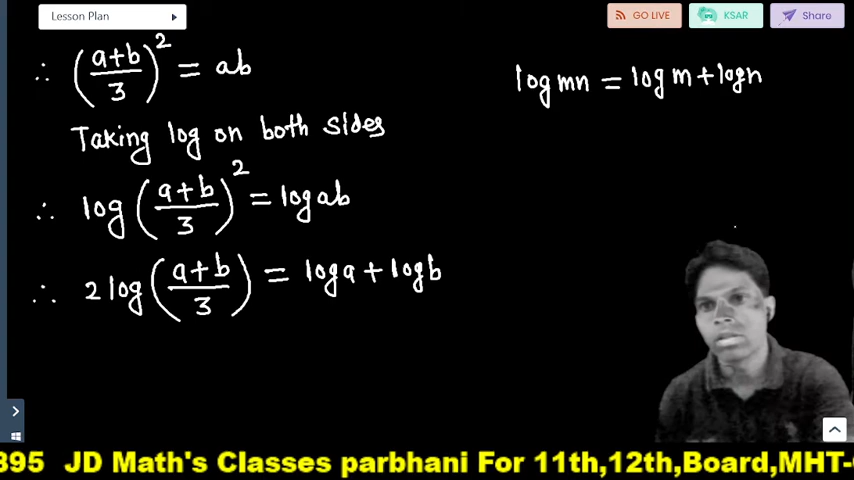 Lesson Plan
GO LIVE
KSAR
Share
∴ ((a+b)/3)² = ab
log mn = log m + log n
Taking log on both sides
∴ log((a+b)/3)² = log ab
∴ 2 log((a+b)/3) = log a + log b
895 JD Math's Classes parbhani For 11th,12th,Board,MHT-